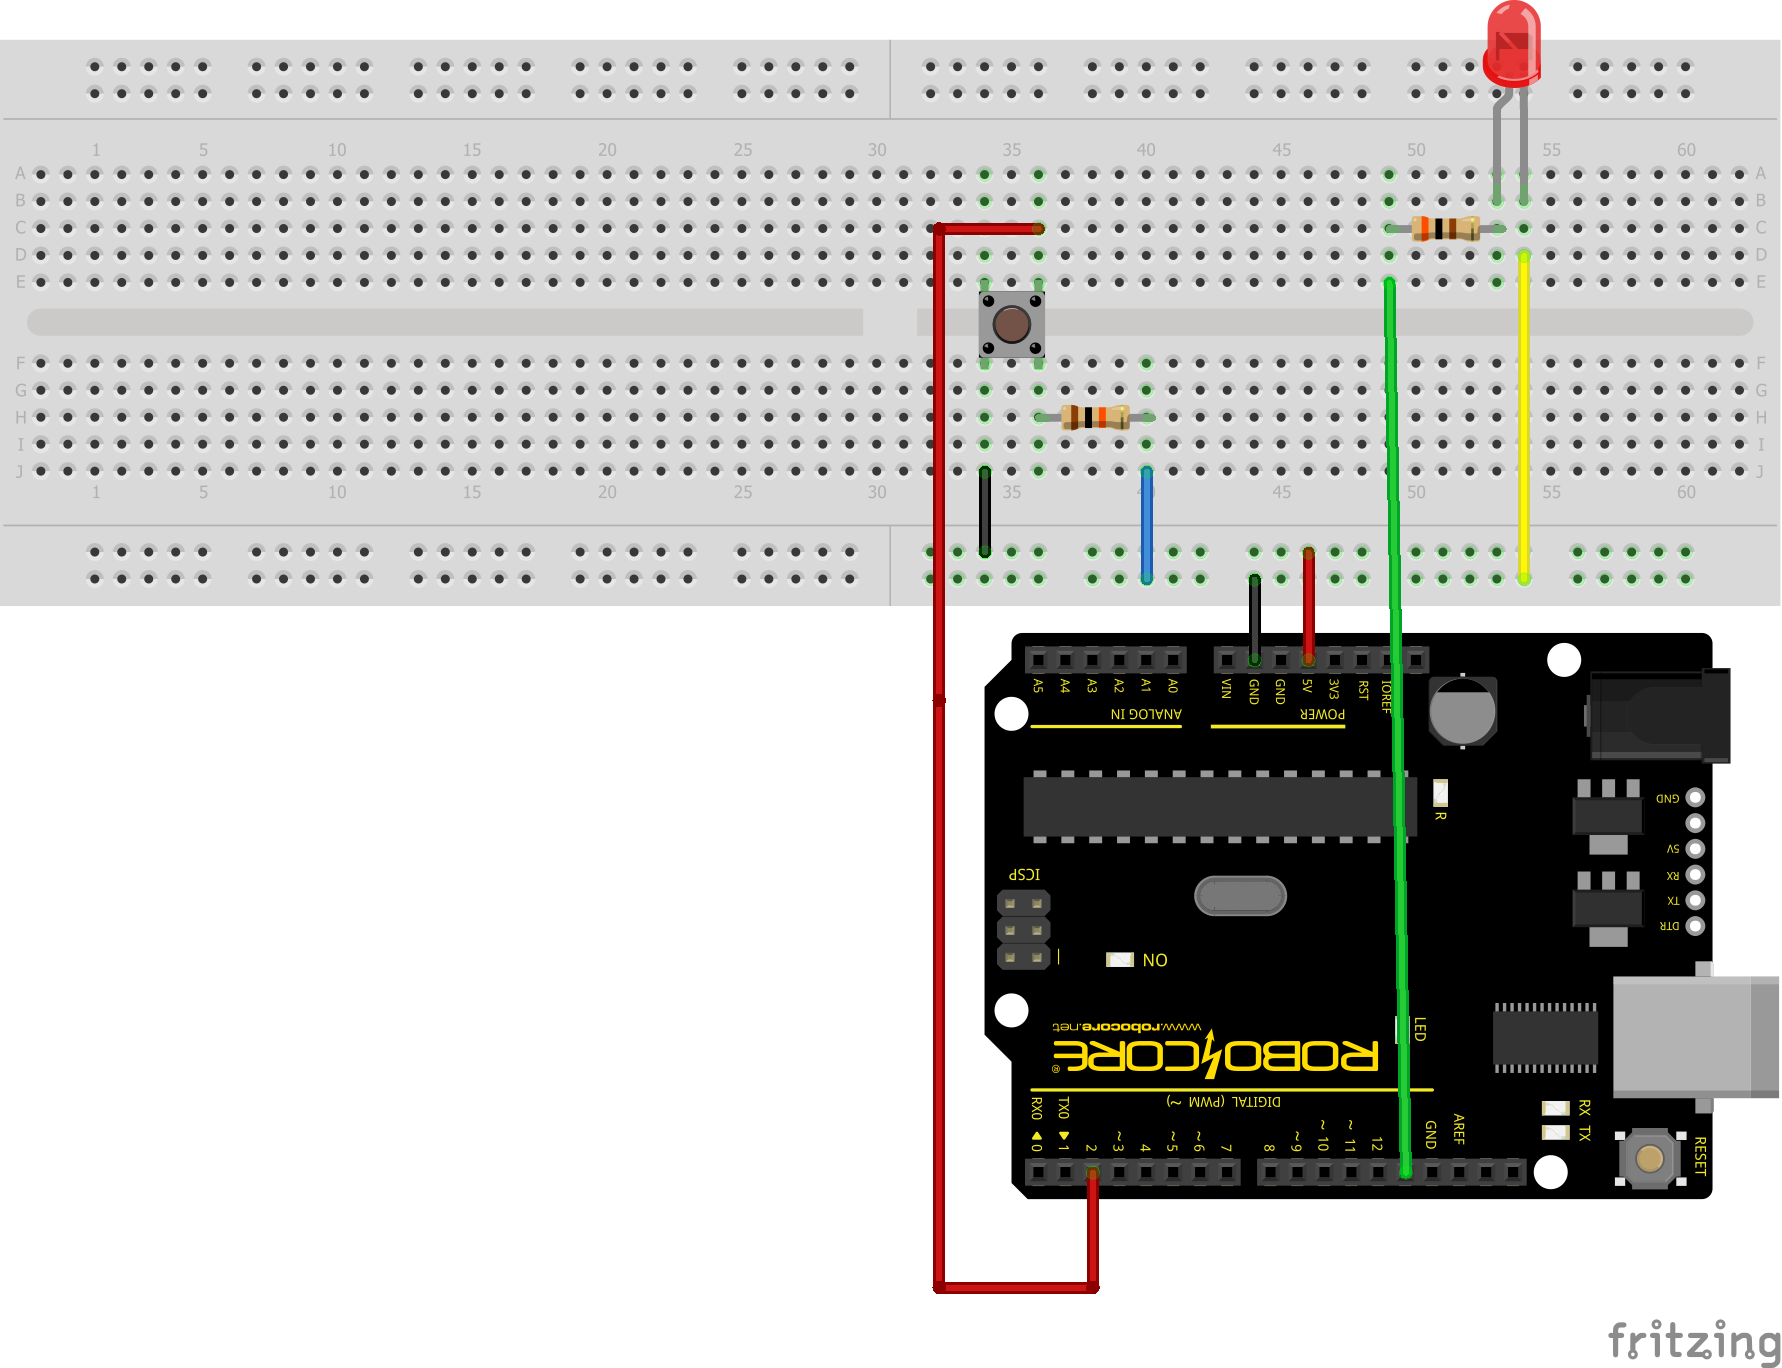 1 5 10 15 20 25 30 35 40 45 50 55 60
A A
B B
C C
D D
E E
F F
G G
H H
I I
J J
1 5 10 15 20 25 30 35 40 45 50 55 60
A5 A4 A3 A2 A1 A0 VIN GND GND 5V 3V3 RST IOREF
ANALOG IN POWER
R
GND
5V
RX
TX
DTR
ICSP
ON
LED
www.robocore.net
ROBOCORE®
DIGITAL (PWM ~)
RX0 TX0
0 1 2 ~3 4 ~5 ~6 7 8 ~9 ~10 ~11 12 GND AREF
RX
TX
RESET
fritzing